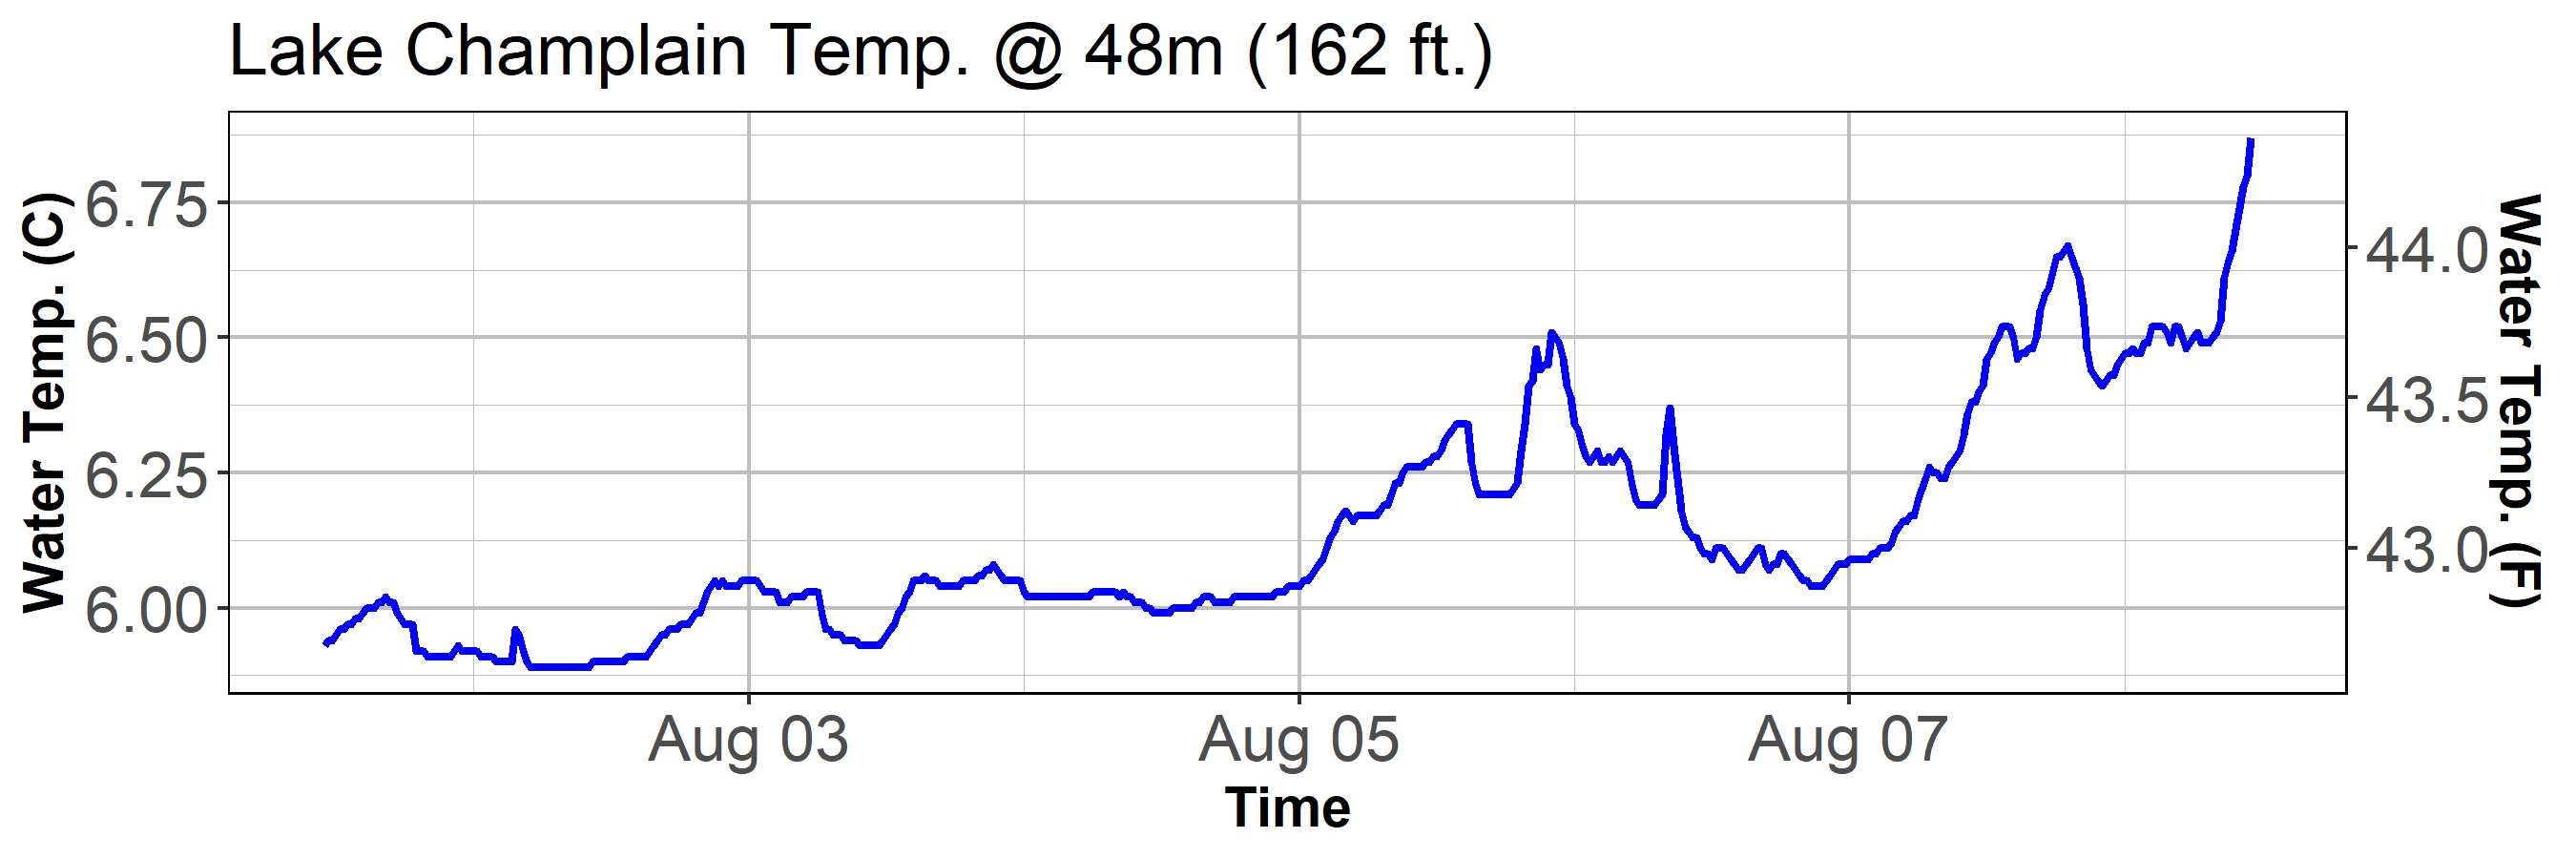 Lake Champlain Temp. @ 48m (162 ft.)
Water Temp. (C)
6.75
6.50
6.25
6.00
44.0
43.5
43.0
Water Temp. (F)
Aug 03 Aug 05 Aug 07
Time